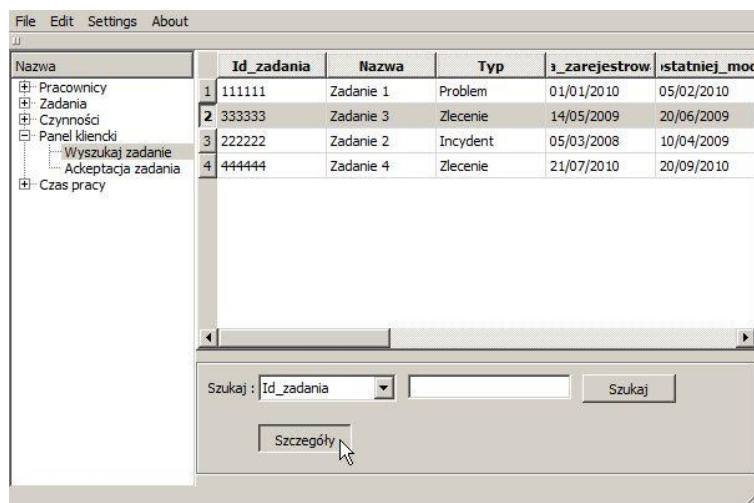 File Edit Settings About
Nazwa
Pracownicy
Zadania
Czynności
Panel kliencki
Wyszukaj zadanie
Ackeptacja zadania
Czas pracy
Id_zadania Nazwa Typ a_zarejestrow ostatniej_mod
1 111111 Zadanie 1 Problem 01/01/2010 05/02/2010
2 333333 Zadanie 3 Zlecenie 14/05/2009 20/06/2009
3 222222 Zadanie 2 Incydent 05/03/2008 10/04/2009
4 444444 Zadanie 4 Zlecenie 21/07/2010 20/09/2010
Szukaj : Id_zadania Szukaj
Szczegóły